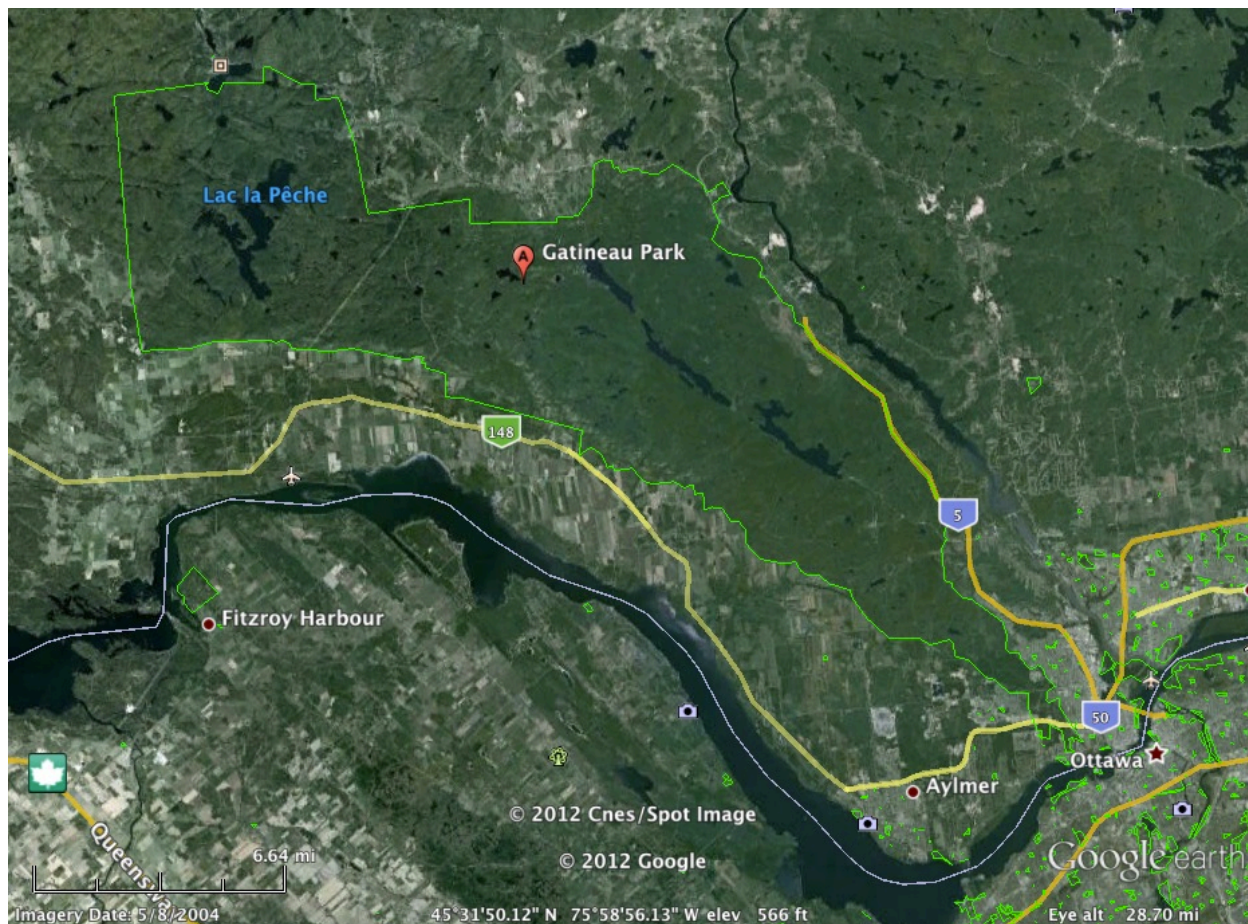 Lac la Pêche
A
Gatineau Park
148
5
Fitzroy Harbour
50
Ottawa
Aylmer
© 2012 Cnes/Spot Image
6.64 mi
Queensway
© 2012 Google
Google earth
Imagery Date: 5/8/2004
45°31'50.12" N 75°58'56.13" W elev 566 ft
Eye alt 28.70 mi